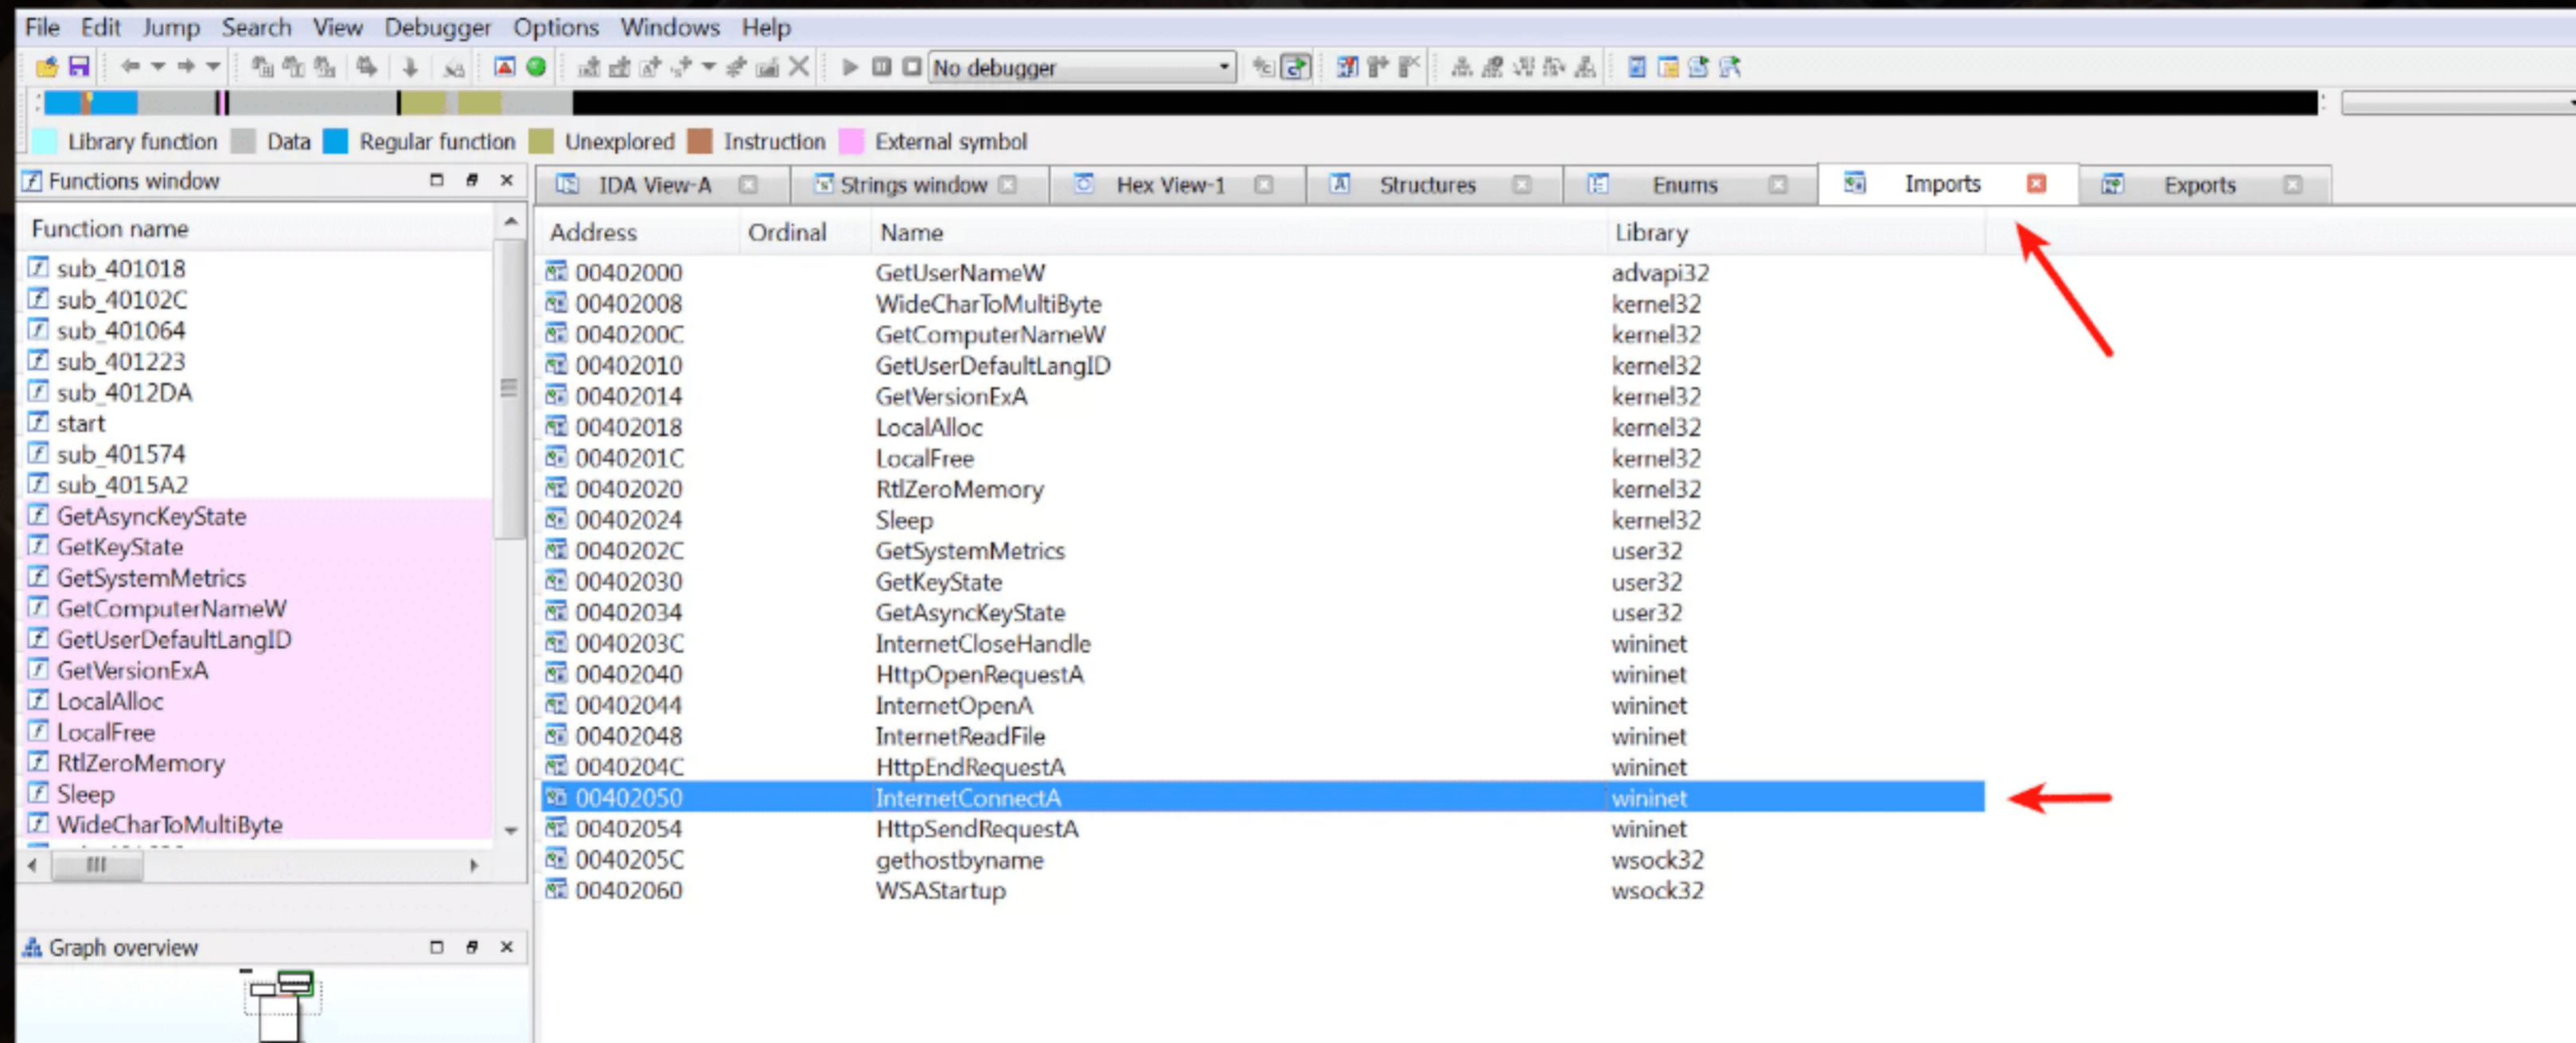 File Edit Jump Search View Debugger Options Windows Help
No debugger
Library function Data Regular function Unexplored Instruction External symbol
Functions window
IDA View-A Strings window Hex View-1 Structures Enums Imports Exports
Function name
sub_401018
sub_40102C
sub_401064
sub_401223
sub_4012DA
start
sub_401574
sub_4015A2
GetAsyncKeyState
GetKeyState
GetSystemMetrics
GetComputerNameW
GetUserDefaultLangID
GetVersionExA
LocalAlloc
LocalFree
RtlZeroMemory
Sleep
WideCharToMultiByte
Graph overview
Address Ordinal Name Library
00402000 GetUserNameW advapi32
00402008 WideCharToMultiByte kernel32
0040200C GetComputerNameW kernel32
00402010 GetUserDefaultLangID kernel32
00402014 GetVersionExA kernel32
00402018 LocalAlloc kernel32
0040201C LocalFree kernel32
00402020 RtlZeroMemory kernel32
00402024 Sleep kernel32
0040202C GetSystemMetrics user32
00402030 GetKeyState user32
00402034 GetAsyncKeyState user32
0040203C InternetCloseHandle wininet
00402040 HttpOpenRequestA wininet
00402044 InternetOpenA wininet
00402048 InternetReadFile wininet
0040204C HttpEndRequestA wininet
00402050 InternetConnectA wininet
00402054 HttpSendRequestA wininet
0040205C gethostbyname wsock32
00402060 WSAStartup wsock32